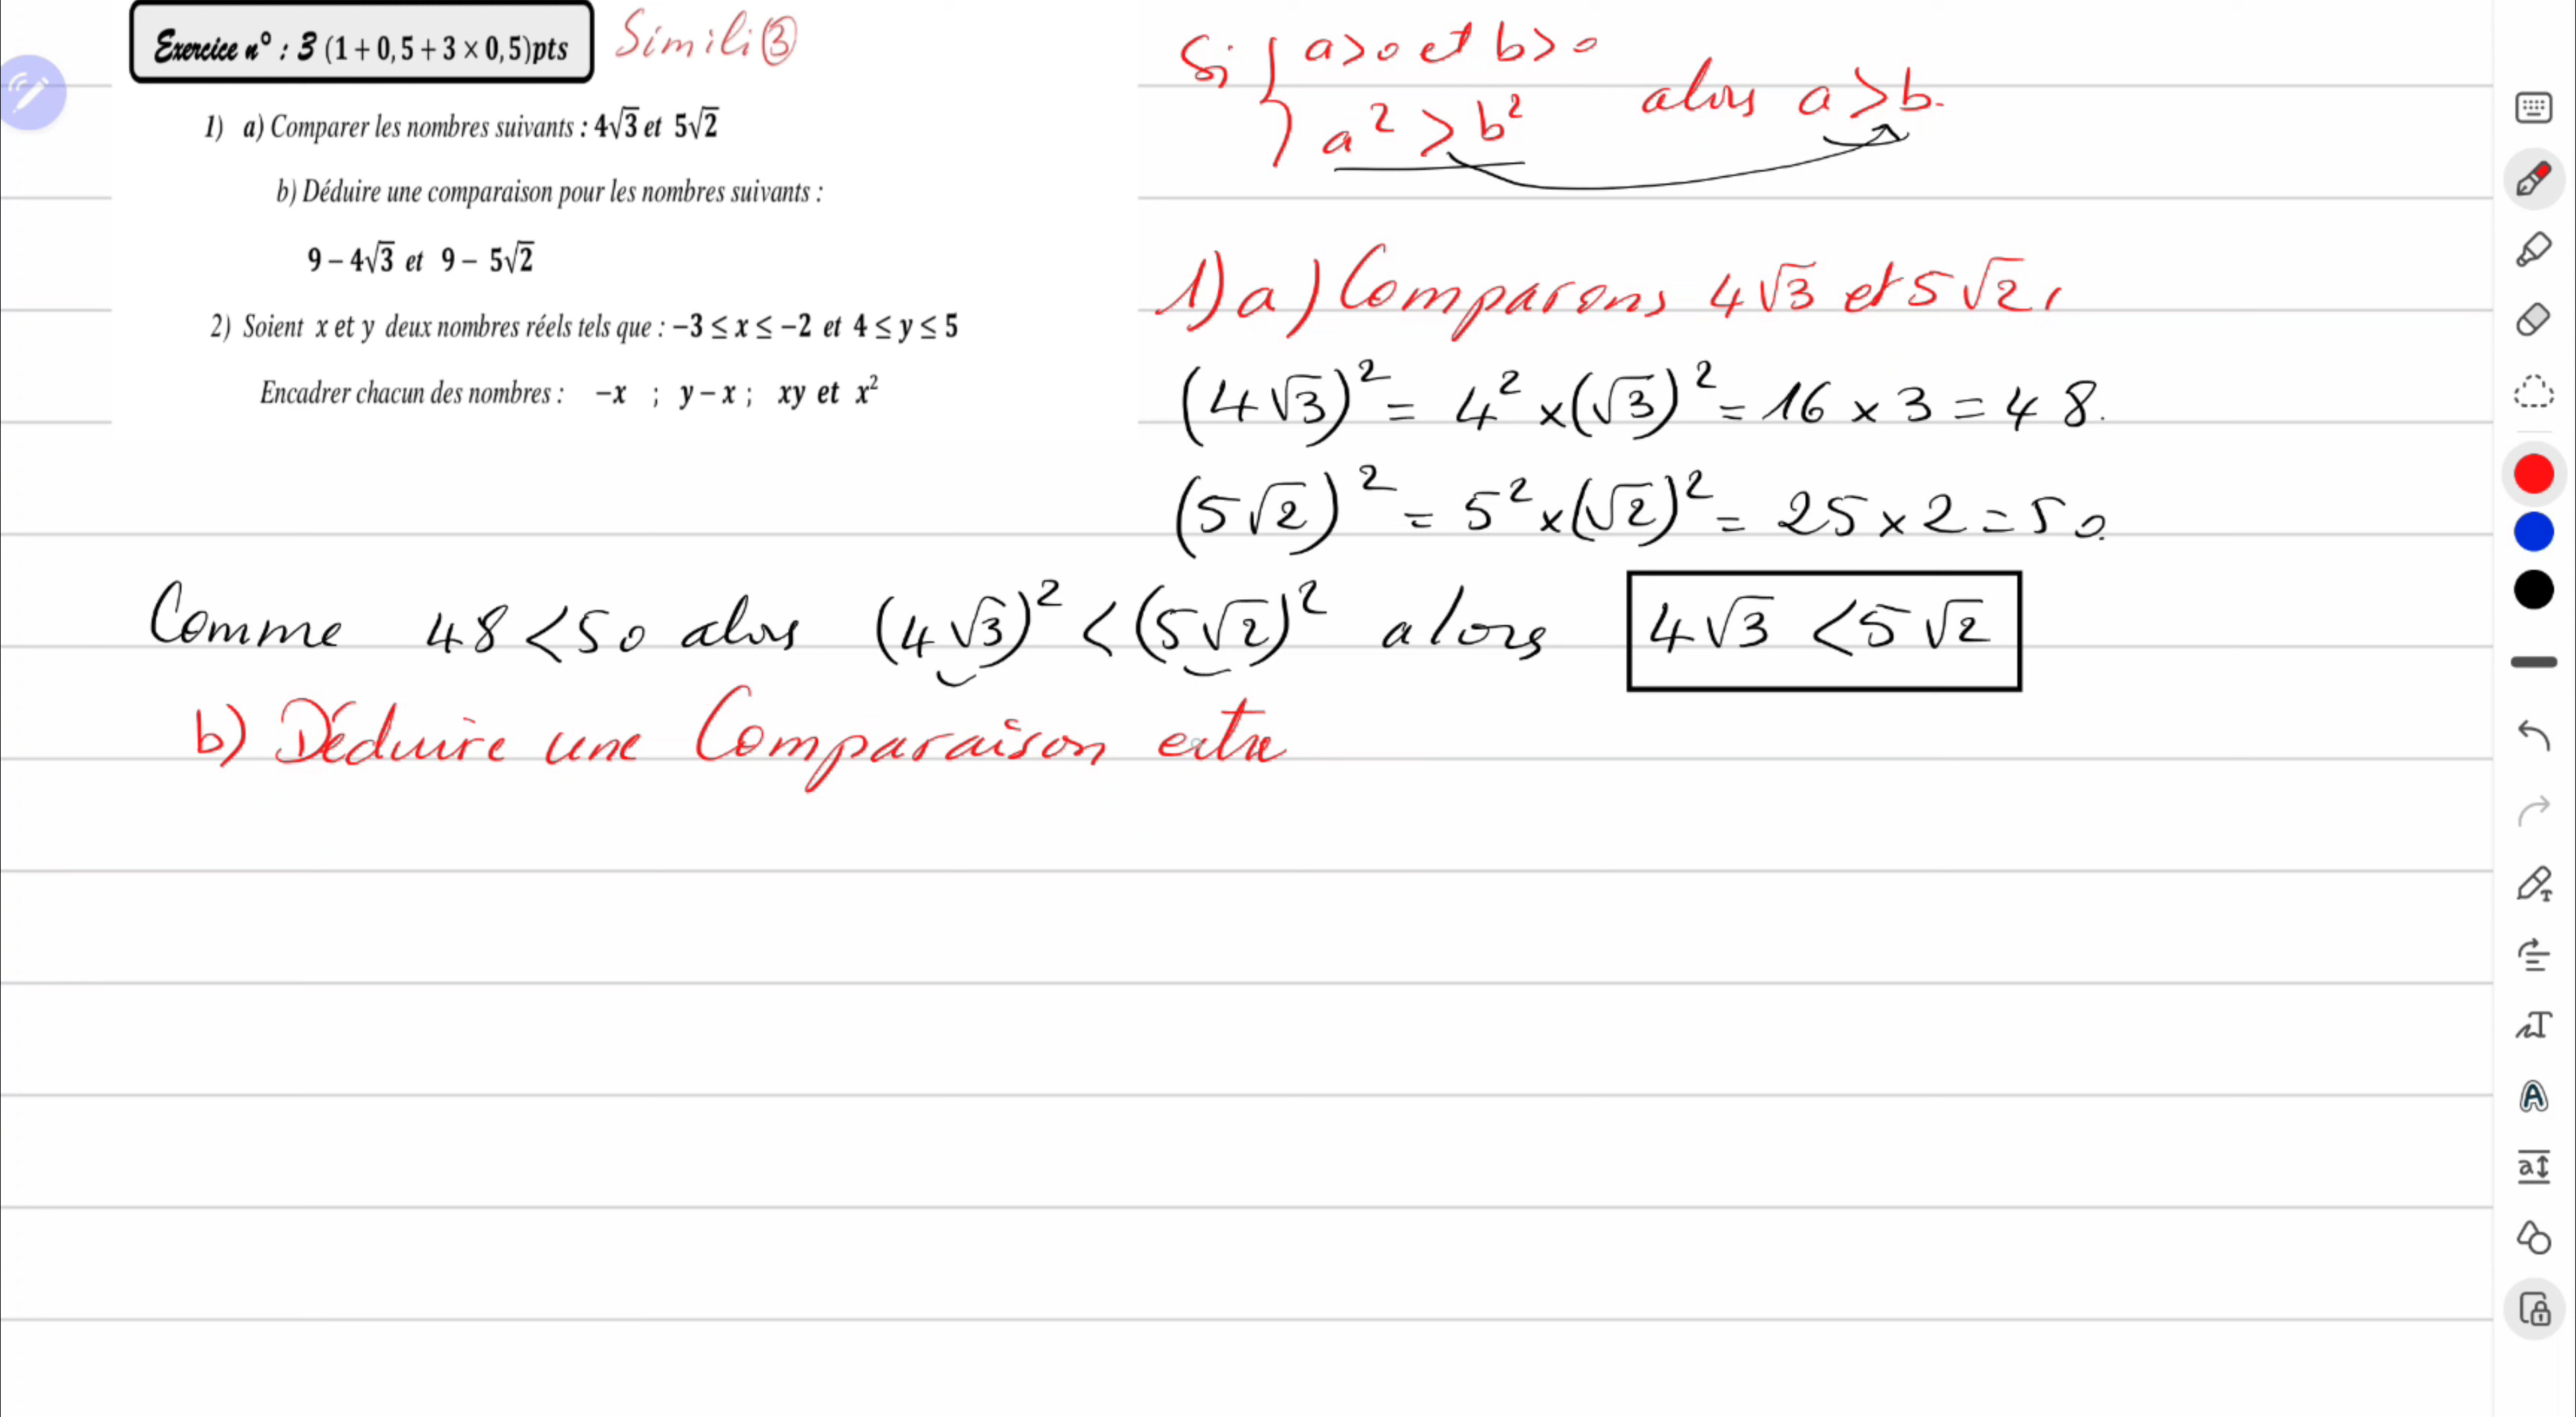 Exercice n° : 3 (1 + 0, 5 + 3 × 0, 5)pts
Simili ③
1) a) Comparer les nombres suivants : 4√3 et 5√2
b) Déduire une comparaison pour les nombres suivants :
9 – 4√3 et 9 – 5√2
2) Soient x et y deux nombres réels tels que : −3 ≤ x ≤ −2 et 4 ≤ y ≤ 5
Encadrer chacun des nombres : −x ; y − x ; xy et x²
Si { a>0 et b>0
a² > b² alors a > b.
1) a) Comparons 4√3 et 5√2,
(4√3)² = 4² × (√3)² = 16 × 3 = 48.
(5√2)² = 5² × (√2)² = 25 × 2 = 50.
Comme 48 < 50 alors (4√3)² < (5√2)² alors 4√3 < 5√2
b) Déduire une Comparaison entre